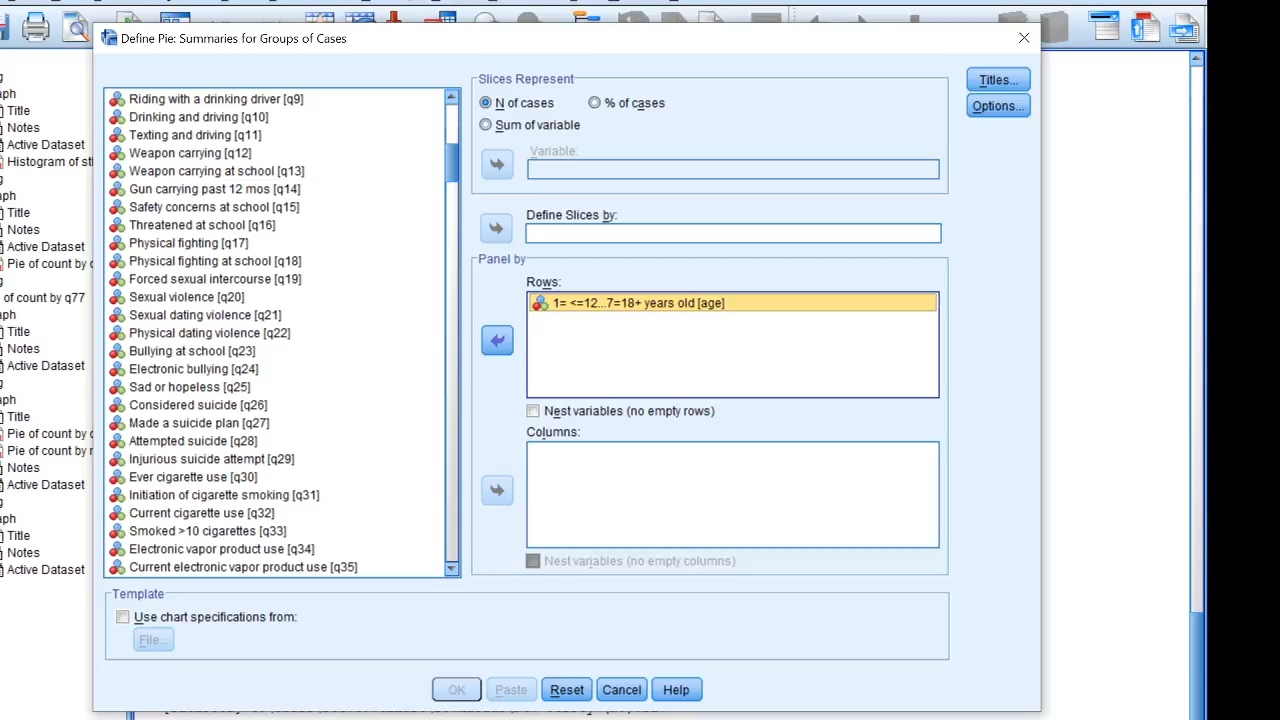 Define Pie: Summaries for Groups of Cases
Title
Notes
Active Dataset
Histogram of st
Title
Notes
Active Dataset
Pie of count by
of count by q77
Title
Notes
Active Dataset
Title
Pie of count by
Pie of count by
Notes
Active Dataset
Title
Notes
Active Dataset
Riding with a drinking driver [q9]
Drinking and driving [q10]
Texting and driving [q11]
Weapon carrying [q12]
Weapon carrying at school [q13]
Gun carrying past 12 mos [q14]
Safety concerns at school [q15]
Threatened at school [q16]
Physical fighting [q17]
Physical fighting at school [q18]
Forced sexual intercourse [q19]
Sexual violence [q20]
Sexual dating violence [q21]
Physical dating violence [q22]
Bullying at school [q23]
Electronic bullying [q24]
Sad or hopeless [q25]
Considered suicide [q26]
Made a suicide plan [q27]
Attempted suicide [q28]
Injurious suicide attempt [q29]
Ever cigarette use [q30]
Initiation of cigarette smoking [q31]
Current cigarette use [q32]
Smoked >10 cigarettes [q33]
Electronic vapor product use [q34]
Current electronic vapor product use [q35]
Slices Represent
N of cases
% of cases
Sum of variable
Variable:
Define Slices by:
Panel by
Rows:
1= <=12...7=18+ years old [age]
Nest variables (no empty rows)
Columns:
Nest variables (no empty columns)
Titles...
Options...
Template
Use chart specifications from:
File...
OK
Paste
Reset
Cancel
Help